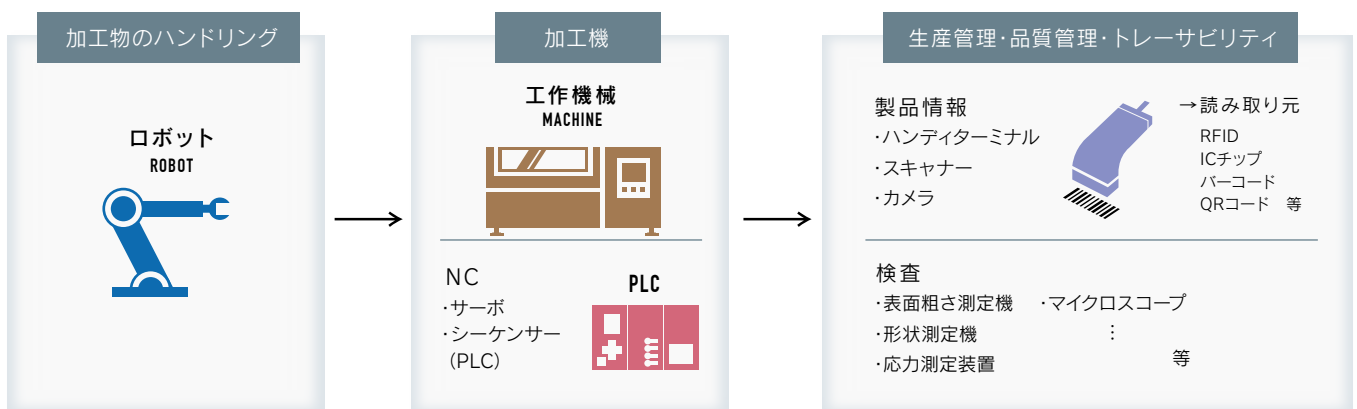 加工物のハンドリング
ロボット
ROBOT
加工機
工作機械
MACHINE
NC
・サーボ
・シーケンサー
(PLC)
PLC
生産管理・品質管理・トレーサビリティ
製品情報
・ハンディターミナル
・スキャナー
・カメラ
→読み取り元
RFID
ICチップ
バーコード
QRコード 等
検査
・表面粗さ測定機 ・マイクロスコープ
・形状測定機 ⋮
・応力測定装置 等